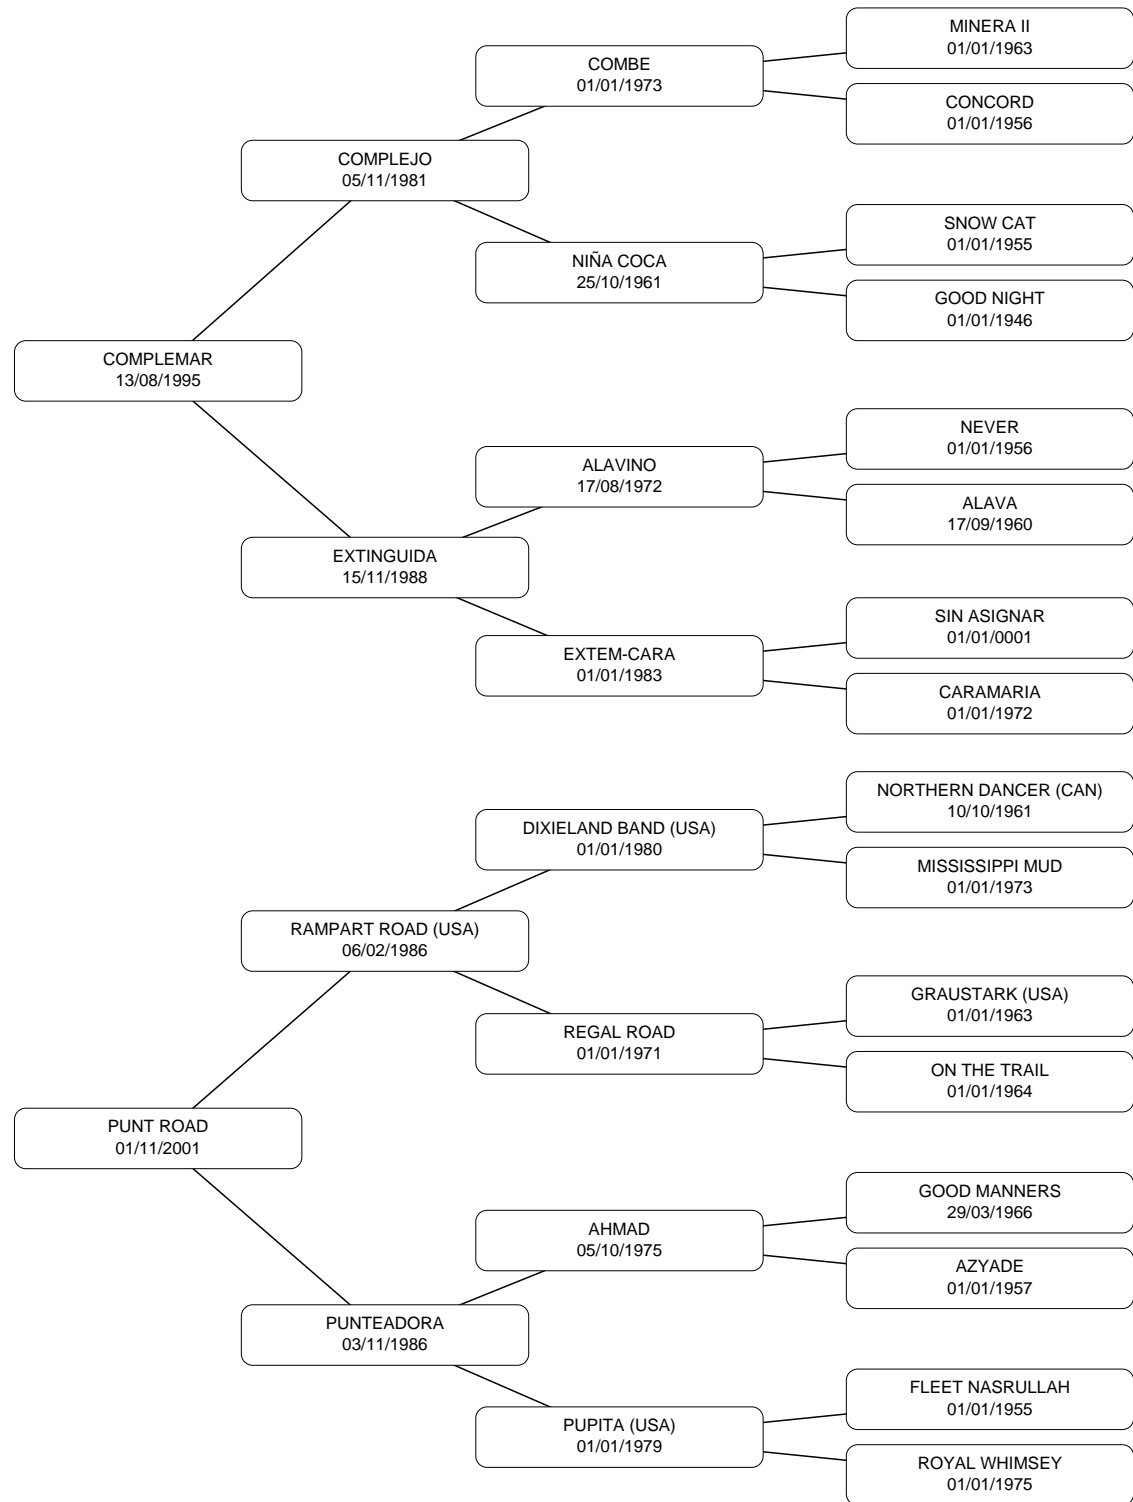 MINERA II
01/01/1963
COMBE
01/01/1973
CONCORD
01/01/1956
COMPLEJO
05/11/1981
SNOW CAT
01/01/1955
NIÑA COCA
25/10/1961
GOOD NIGHT
01/01/1946
COMPLEMAR
13/08/1995
NEVER
01/01/1956
ALAVINO
17/08/1972
ALAVA
17/09/1960
EXTINGUIDA
15/11/1988
SIN ASIGNAR
01/01/0001
EXTEM-CARA
01/01/1983
CARAMARIA
01/01/1972
NORTHERN DANCER (CAN)
10/10/1961
DIXIELAND BAND (USA)
01/01/1980
MISSISSIPPI MUD
01/01/1973
RAMPART ROAD (USA)
06/02/1986
GRAUSTARK (USA)
01/01/1963
REGAL ROAD
01/01/1971
ON THE TRAIL
01/01/1964
PUNT ROAD
01/11/2001
GOOD MANNERS
29/03/1966
AHMAD
05/10/1975
AZYADE
01/01/1957
PUNTEADORA
03/11/1986
FLEET NASRULLAH
01/01/1955
PUPITA (USA)
01/01/1979
ROYAL WHIMSEY
01/01/1975